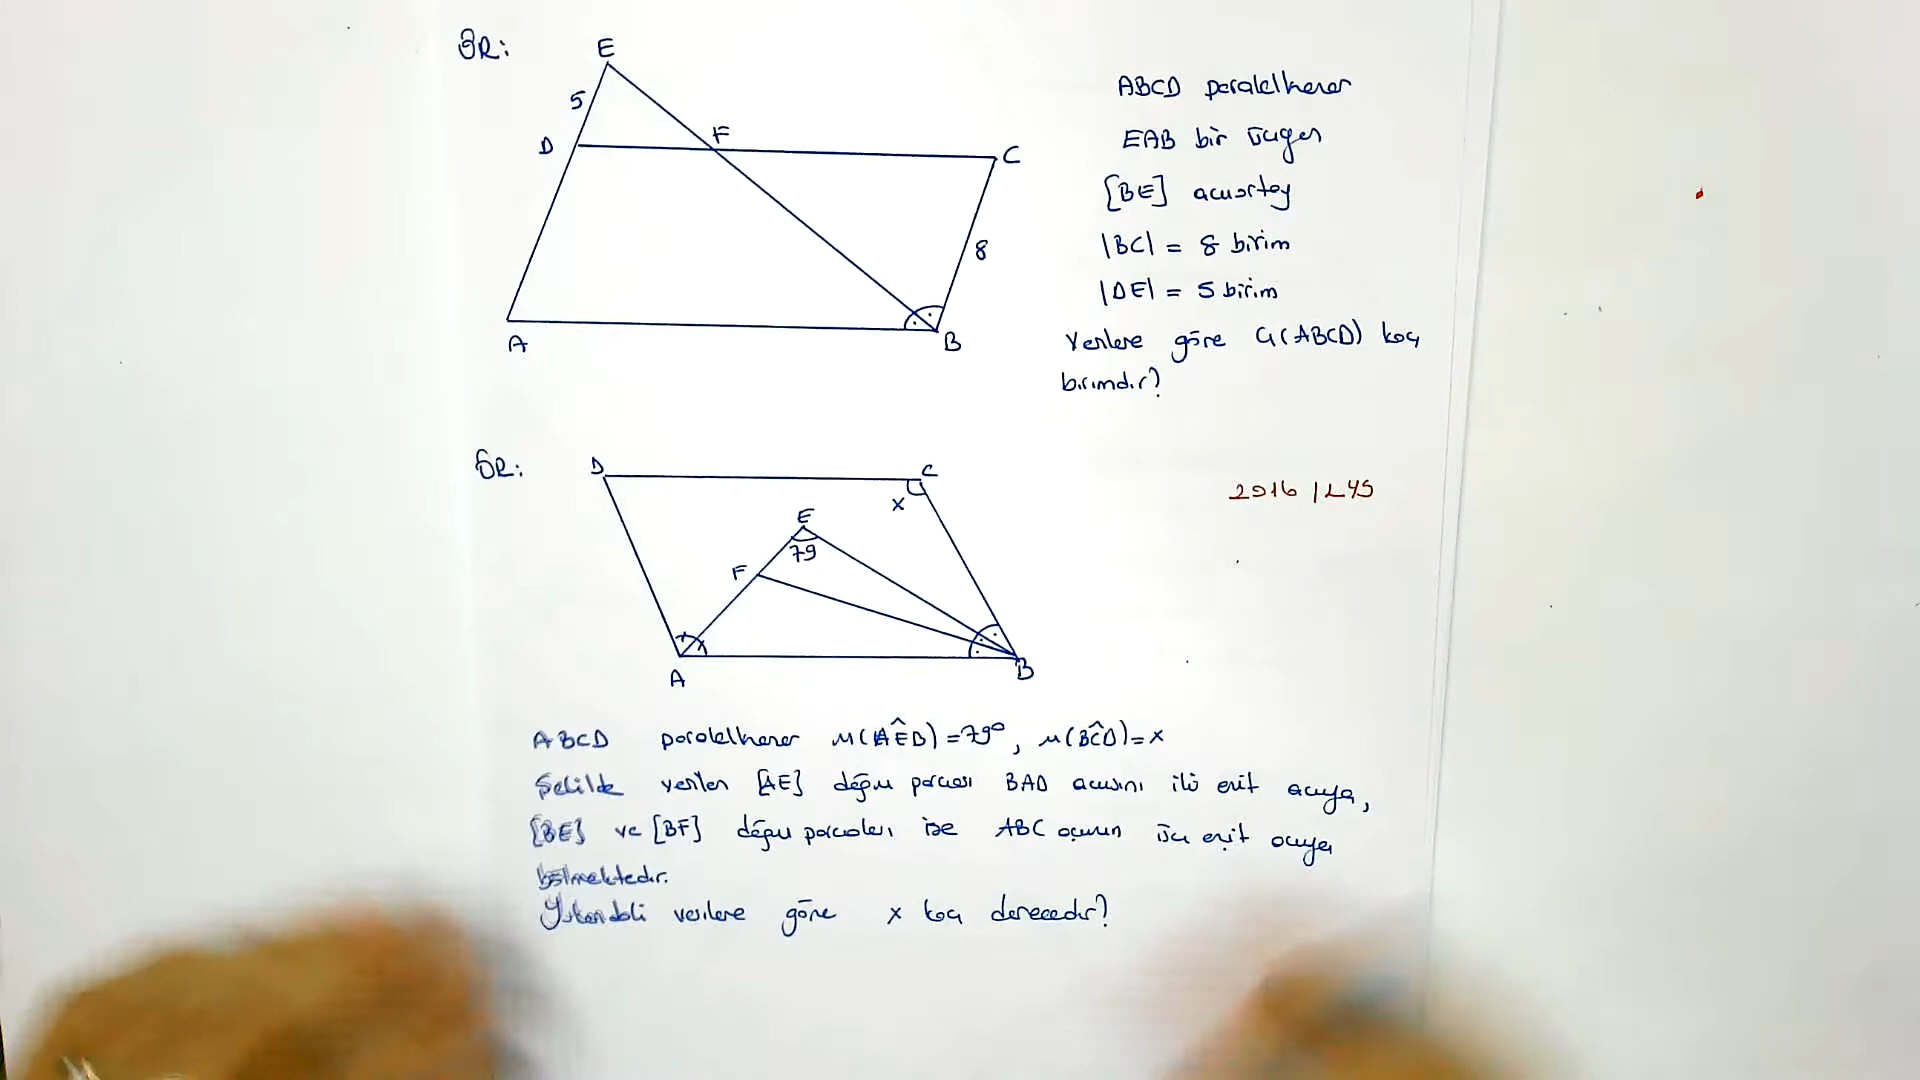 ÖR:
E
5
D
F
C
8
A
B
ABCD paralelkenar
EAB bir üçgen
[BE] açıortay
|BC| = 8 birim
|DE| = 5 birim
Verilere göre Ç(ABCD) kaç
birimdir?
ÖR:
D
C
x
E
79
F
A
B
2016 / LYS
ABCD paralelkenar m(AÊB) = 79°, m(BĈD) = x
Şekilde verilen [AE] doğru parçası BAD açısını iki eşit açıya,
[BE] ve [BF] doğru parçaları ise ABC açısını üç eşit açıya
bölmektedir.
Yukarıdaki verilere göre x kaç derecedir?